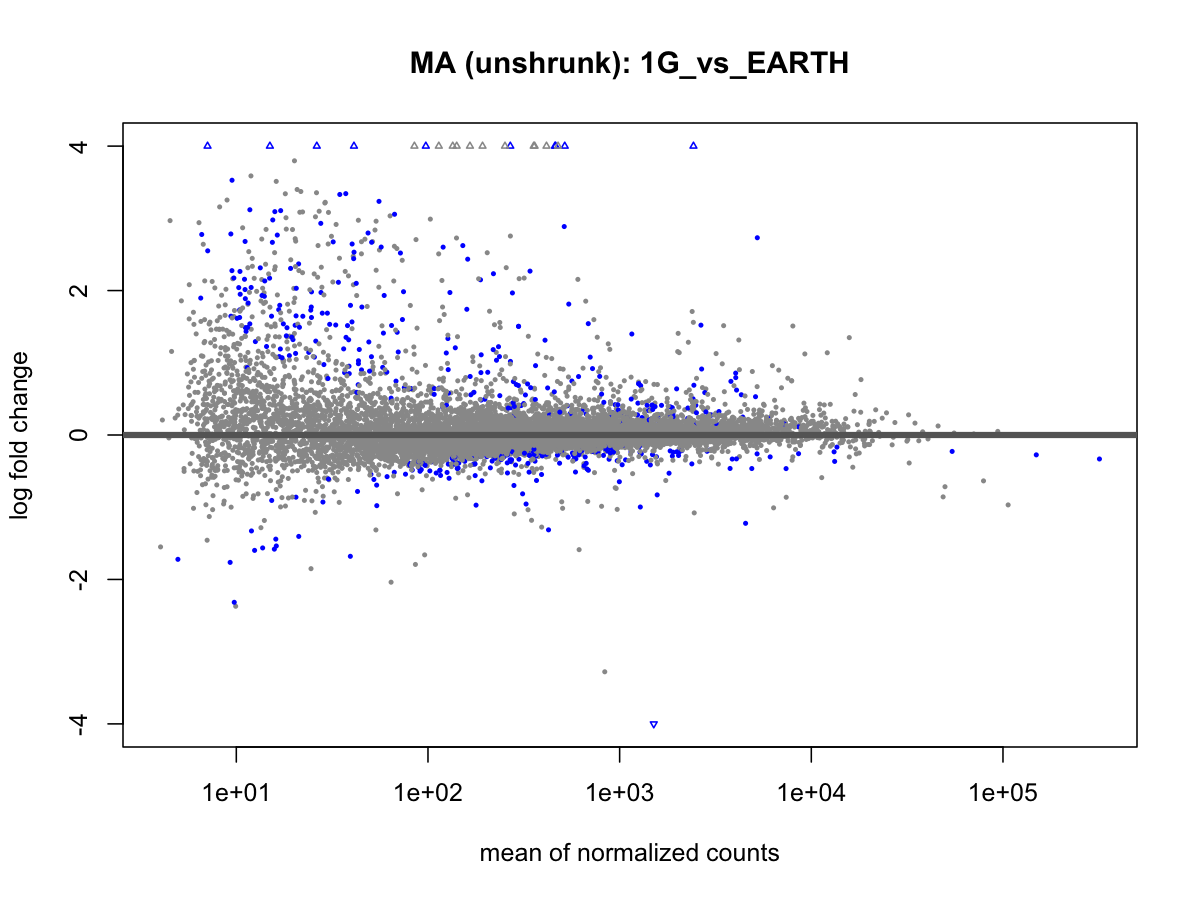 MA (unshrunk): 1G_vs_EARTH
log fold change
4
2
0
-2
-4
1e+01 1e+02 1e+03 1e+04 1e+05
mean of normalized counts